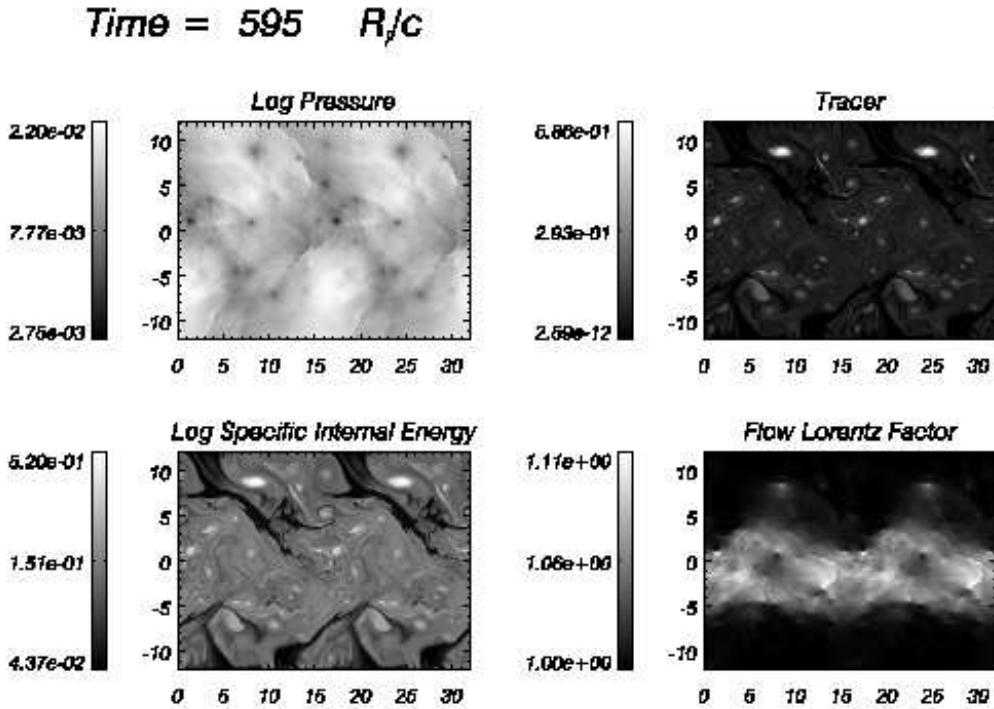 Time = 595 Rj/c
Log Pressure
2.20e-02
7.77e-03
2.75e-03
10
5
0
-5
-10
0 5 10 15 20 25 30
Tracer
5.86e-01
2.93e-01
2.59e-12
10
5
0
-5
-10
0 5 10 15 20 25 30
Log Specific Internal Energy
5.20e-01
1.51e-01
4.37e-02
10
5
0
-5
-10
0 5 10 15 20 25 30
Flow Lorentz Factor
1.11e+00
1.06e+00
1.00e+00
10
5
0
-5
-10
0 5 10 15 20 25 30